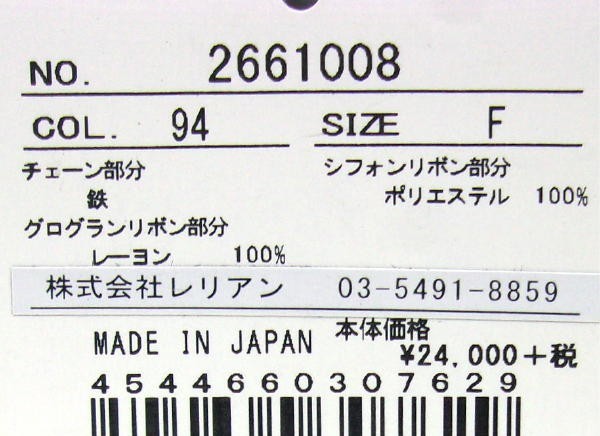 NO. 2661008
COL. 94 SIZE F
チェーン部分
鉄
グログランリボン部分
レーヨン 100%
シフォンリボン部分
ポリエステル 100%
株式会社レリアン 03-5491-8859
MADE IN JAPAN
本体価格
¥24,000+税
4544660307629